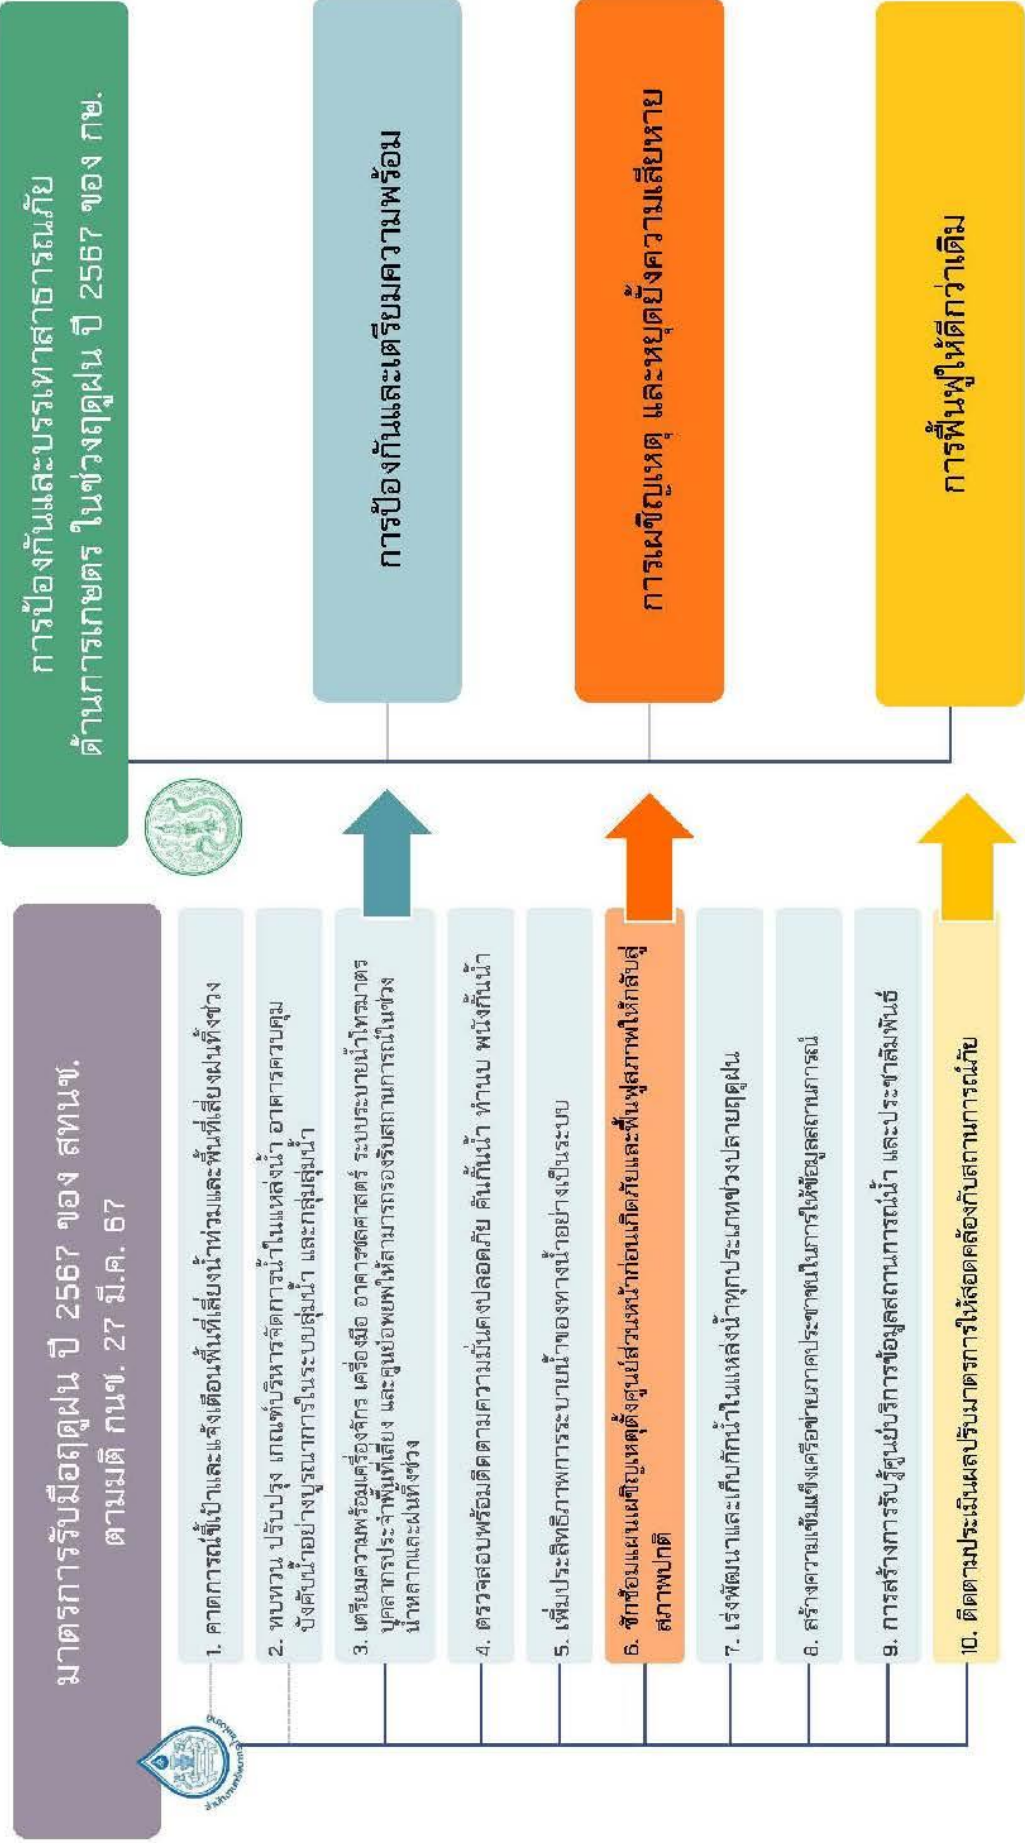 มาตรการรับมือฤดูฝน ปี 2567 ของ สทนช.
ตามมติ กนช. 27 มี.ค. 67
สำนักงานทรัพยากรน้ำแห่งชาติ
1. คาดการณ์ชี้เป้าและแจ้งเตือนพื้นที่เสี่ยงน้ำท่วมและพื้นที่เสี่ยงฝนทิ้งช่วง
2. ทบทวน ปรับปรุง เกณฑ์บริหารจัดการน้ำในแหล่งน้ำ อาคารควบคุม
บังคับน้ำอย่างบูรณาการในระบบลุ่มน้ำ และกลุ่มลุ่มน้ำ
3. เตรียมความพร้อมเครื่องจักร เครื่องมือ อาคารชลศาสตร์ ระบบระบายน้ำโทรมาตร
บุคลากรประจำพื้นที่เสี่ยง และศูนย์อพยพให้สามารถรองรับสถานการณ์ในช่วง
น้ำหลากและฝนทิ้งช่วง
4. ตรวจสอบพร้อมติดตามความมั่นคงปลอดภัย คันกั้นน้ำ ทำนบ พนังกั้นน้ำ
5. เพิ่มประสิทธิภาพการระบายน้ำของทางน้ำอย่างเป็นระบบ
6. ซักซ้อมแผนเผชิญเหตุตั้งศูนย์ส่วนหน้าก่อนเกิดภัยและฟื้นฟูสภาพให้กลับสู่
สภาพปกติ
7. เร่งพัฒนาและเก็บกักน้ำในแหล่งน้ำทุกประเภทช่วงปลายฤดูฝน
8. สร้างความเข้มแข็งเครือข่ายภาคประชาชนในการให้ข้อมูลสถานการณ์
9. การสร้างการรับรู้ศูนย์บริการข้อมูลสถานการณ์น้ำ และประชาสัมพันธ์
10. ติดตามประเมินผลปรับมาตรการให้สอดคล้องกับสถานการณ์ภัย
การป้องกันและบรรเทาสาธารณภัย
ด้านการเกษตร ในช่วงฤดูฝน ปี 2567 ของ กษ.
การป้องกันและเตรียมความพร้อม
การเผชิญเหตุ และหยุดยั้งความเสียหาย
การฟื้นฟูให้ดีกว่าเดิม